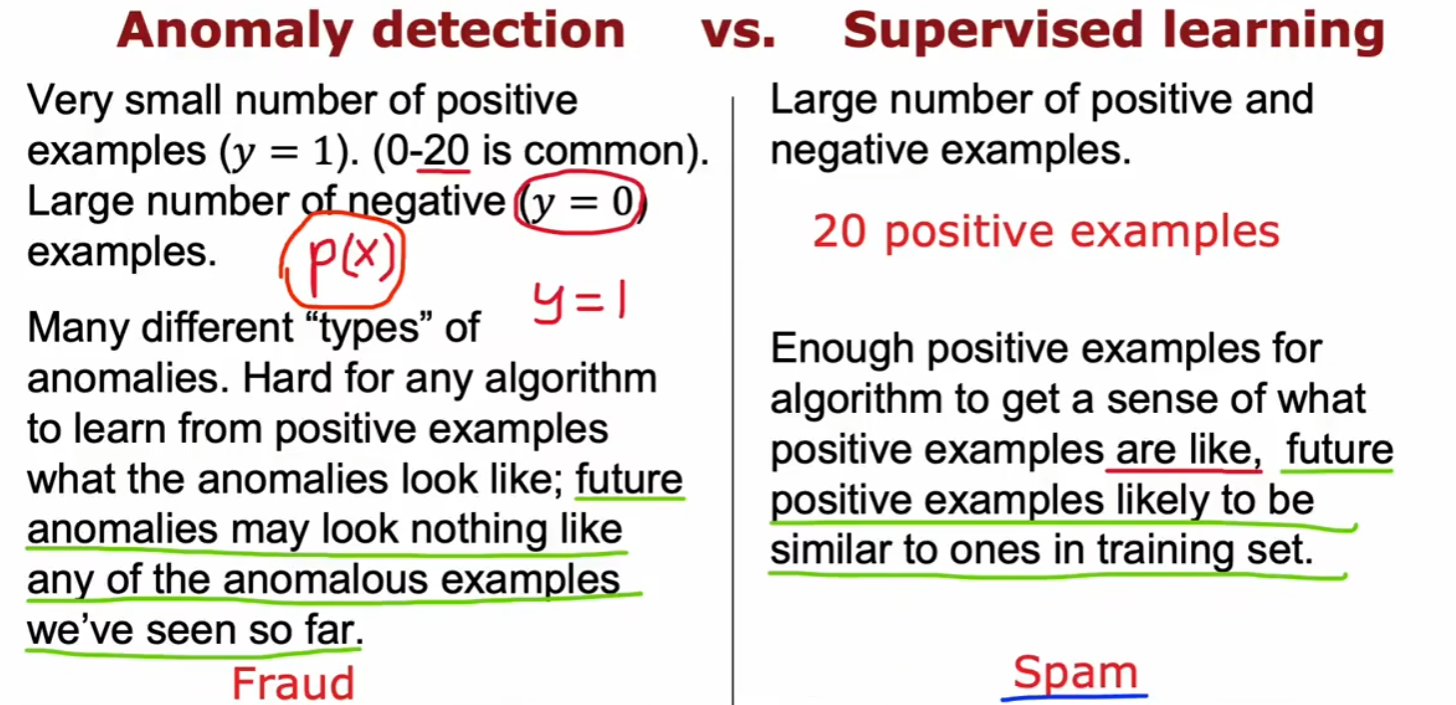 Anomaly detection vs. Supervised learning
Very small number of positive
examples (y = 1). (0-20 is common).
Large number of negative (y = 0)
examples.
p(x)
y=1
Many different “types” of
anomalies. Hard for any algorithm
to learn from positive examples
what the anomalies look like; future
anomalies may look nothing like
any of the anomalous examples
we’ve seen so far.
Fraud
Large number of positive and
negative examples.
20 positive examples
Enough positive examples for
algorithm to get a sense of what
positive examples are like, future
positive examples likely to be
similar to ones in training set.
Spam